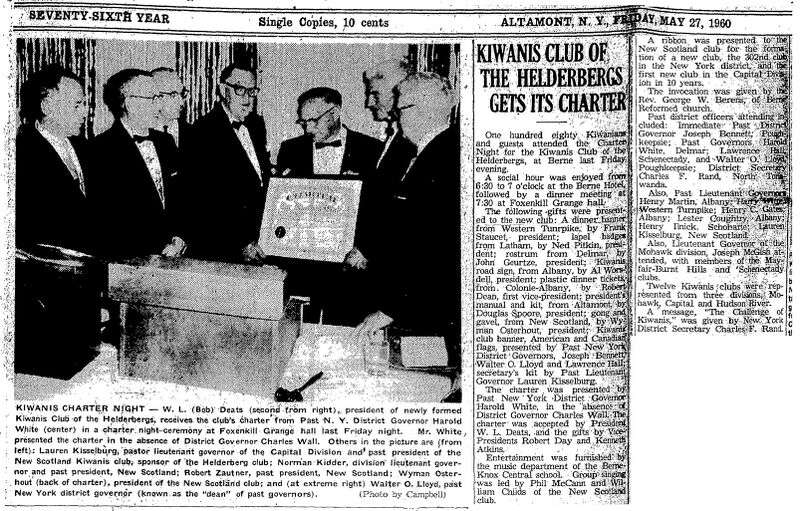 SEVENTY-SIXTH YEAR
Single Copies, 10 cents
ALTAMONT, N. Y., FRIDAY, MAY 27, 1960
CHARTER
KIWANIS CHARTER NIGHT — W. L. (Bob) Deats (second from right), president of newly formed
Kiwanis Club of the Helderbergs, receives the club's charter from Past N. Y. District Governor Harold
White (center) in a charter night ceremony at Foxenkill Grange hall last Friday night. Mr. White
presented the charter in the absence of District Governor Charles Wall. Others in the picture are (from
left): Lauren Kisselburg, pastor lieutenant governor of the Capital Division and past president of the
New Scotland Kiwanis club, sponsor of the Helderberg club; Norman Kidder, division lieutenant gover-
nor and past president, New Scotland; Robert Zautner, past president, New Scotland; Wyman Oster-
hout (back of charter), president of the New Scotland club; and (at extreme right) Walter O. Lloyd, past
New York district governor (known as the "dean" of past governors). (Photo by Campbell)
KIWANIS CLUB OF
THE HELDERBERGS
GETS ITS CHARTER
One hundred eighty Kiwanians
and guests attended the Charter
Night for the Kiwanis Club of the
Helderbergs, at Berne last Friday
evening.
A social hour was enjoyed from
6:30 to 7 o'clock at the Berne Hotel,
followed by a dinner meeting at
7:30 at Foxenkill Grange hall.
The following gifts were present-
ed to the new club: A dinner banner
from Western Tunrpike, by Frank
Staucet, president; lapel badges
from Latham, by Ned Pitkin, presi-
dent; rostrum from Delmar, by
John Geurtze, president; Kiwanis
road sign, from Albany, by Al Wors-
dell, president; plastic dinner tickets,
from Colonie-Albany, by Robert
Dean, first vice-president; president's
manual and kit, from Altamont, by
Douglas Spoore, president; gong and
gavel, from New Scotland, by Wy-
man Osterhout, president; Kiwanis
club banner, American and Canadian
flags, presented by Past New York
District Governors, Joseph Bennett,
Walter O. Lloyd and Lawrence Hall;
secretary's kit by Past Lieutenant
Governor Lauren Kisselburg.
The charter was presented by
Past New York District Governor
Harold White, in the absence of
District Governor Charles Wall. The
charter was accepted by President
W. L. Deats, and the gifts by Vice-
Presidents Robert Day and Kenneth
Atkins.
Entertainment was furnished by
the music department of the Berne-
Knox Central school. Group singing
was led by Phil McCann and Wil-
liam Childs of the New Scotland
club.
A ribbon was presented to the
New Scotland club for the forma-
tion of a new club, the 302nd club
in the New York district, and the
first new club in the Capital Divis-
ion in 10 years.
The invocation was given by the
Rev. George W. Berens, of Berne
Reformed church.
Past district officers attending in-
cluded: Immediate Past District
Governor Joseph Bennett, Pough-
keepsie; Past Governors Harold
White, Delmar; Lawrence Hall,
Schenectady, and Walter O. Lloyd,
Poughkeepsie; District Secretary
Charles F. Rand, North Tona-
wanda.
Also, Past Lieutenant Governors
Henry Martin, Albany; Harry
Western Turnpike; Henry C. Gates,
Albany; Lester Coughtry, Albany;
Henry Ilnick, Schoharie; Lauren
Kisselburg, New Scotland.
Also, Lieutenant Governor of the
Mohawk division, Joseph McGish at-
tended, with members of the May-
fair-Burnt Hills and Schenectady
clubs.
Twelve Kiwanis clubs were rep-
resented from three divisions, Mo-
hawk, Capital and Hudson River.
A message, "The Challenge of
Kiwanis," was given by New York
District Secretary Charles F. Rand.